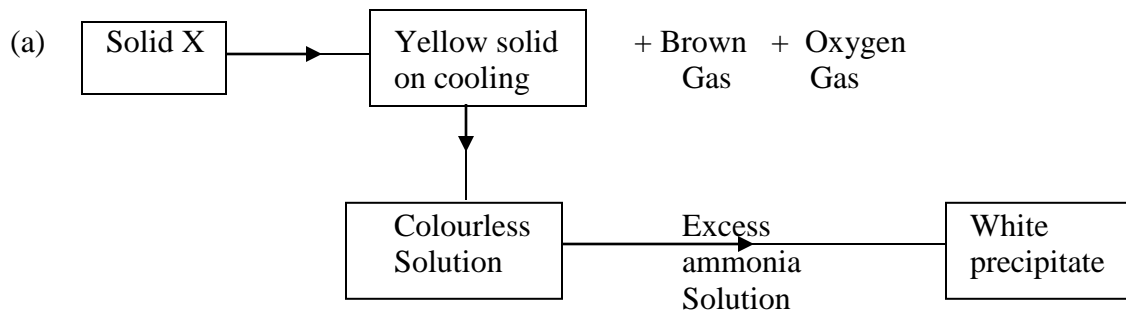 (a) Solid X
Yellow solid
on cooling
+ Brown + Oxygen
Gas Gas
Colourless
Solution
Excess
ammonia
Solution
White
precipitate